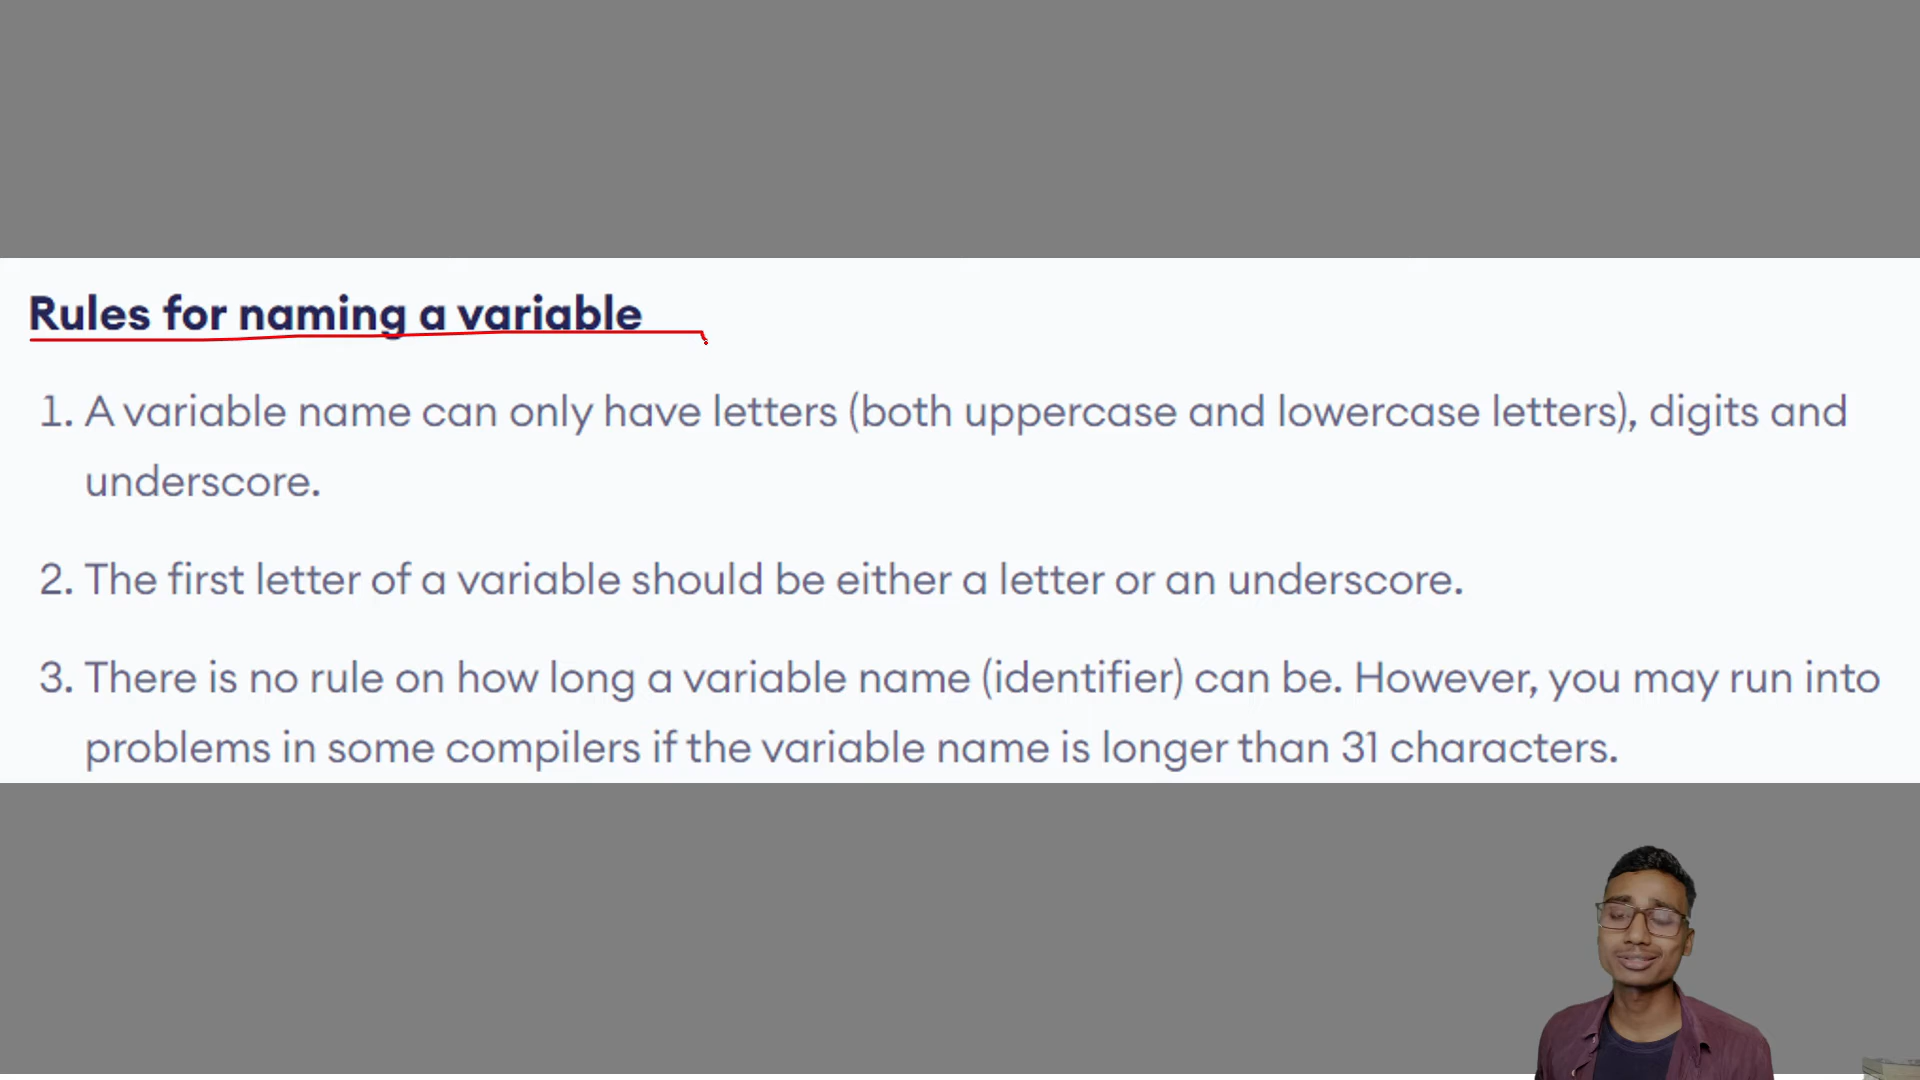 Rules for naming a variable
1. A variable name can only have letters (both uppercase and lowercase letters), digits and
underscore.
2. The first letter of a variable should be either a letter or an underscore.
3. There is no rule on how long a variable name (identifier) can be. However, you may run into
problems in some compilers if the variable name is longer than 31 characters.